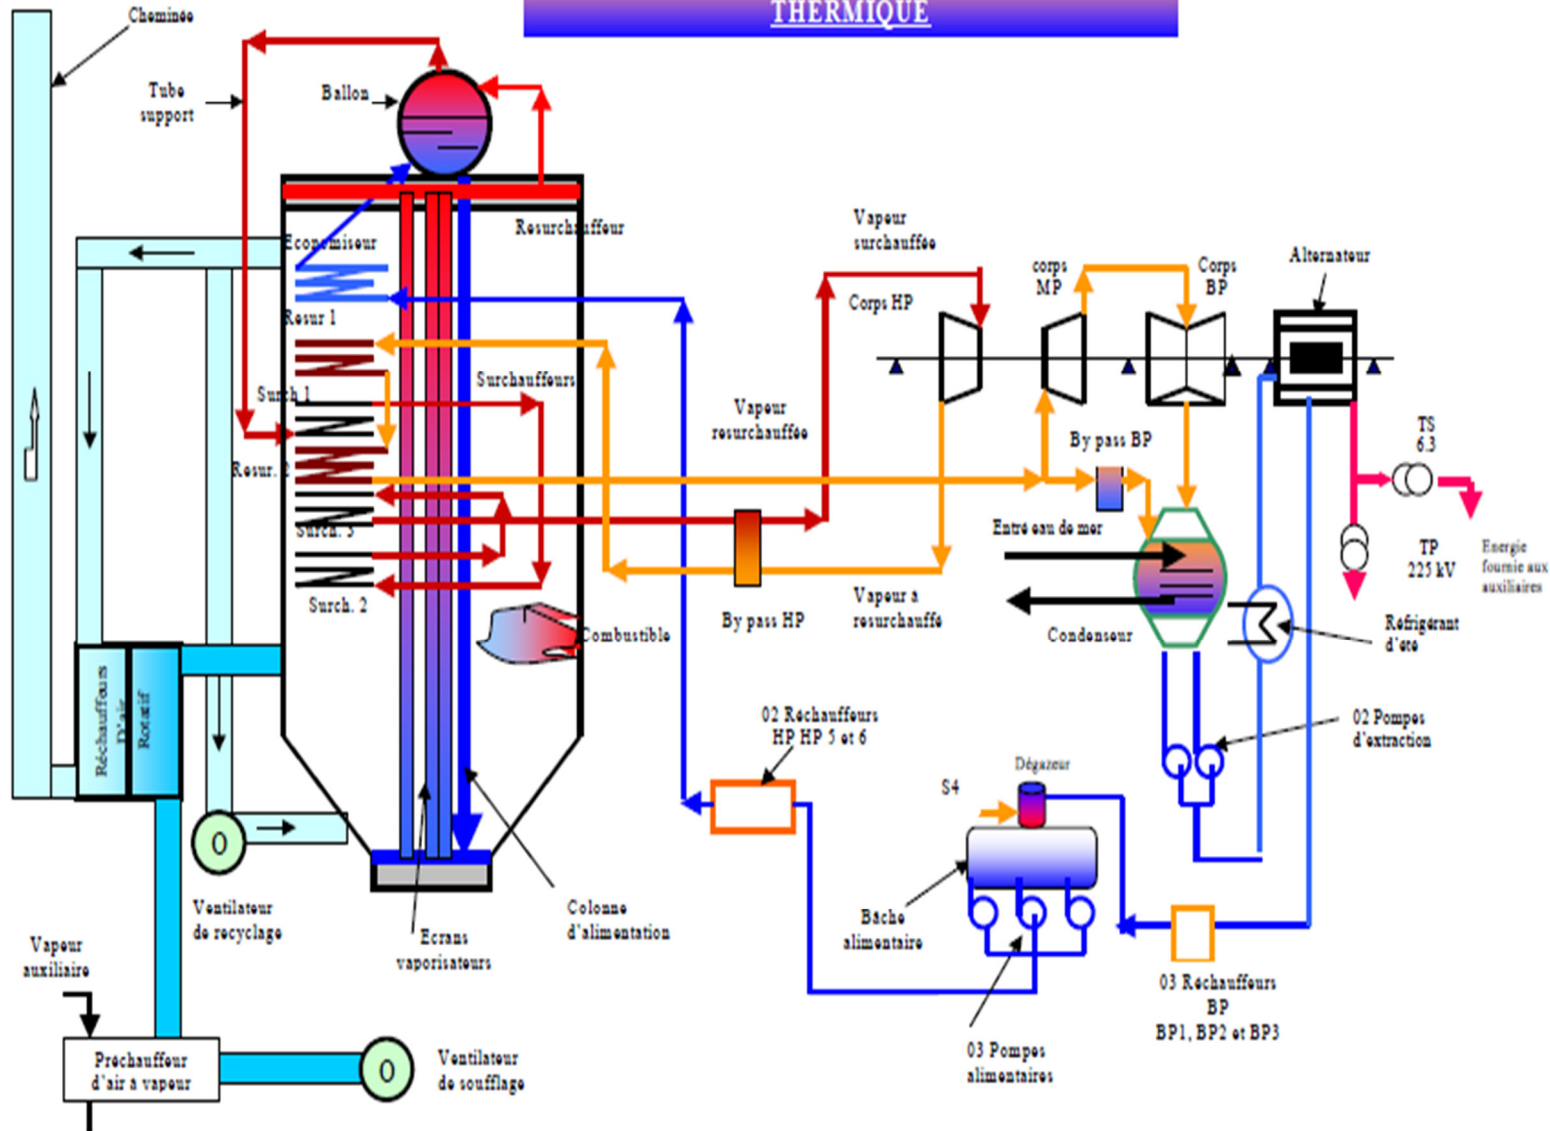 THERMIQUE
Cheminée
Tube
support
Ballon
Economiseur
Resurchauffeur
Resur 1
Surch 1
Surchauffeurs
Resur. 2
Surch. 3
Surch. 2
Combustible
Vapeur
surchauffée
Corps HP
corps
MP
Corps
BP
Alternateur
Vapeur
resurchauffée
By pass BP
TS
6.3
Entré eau de mer
TP
225 kV
Energie
fournie aux
auxiliaires
By pass HP
Vapeur a
resurchauffé
Condenseur
Réfrigérant
d'été
Réchauffeurs
D'air
Rotatif
02 Réchauffeurs
HP HP 5 et 6
02 Pompes
d'extraction
S4
Dégazeur
O
Ventilateur
de recyclage
Colonne
d'alimentation
Ecrans
vaporisateurs
Bâche
alimentaire
Vapeur
auxiliaire
03 Réchauffeurs
BP
BP1, BP2 et BP3
03 Pompes
alimentaires
Préchauffeur
d'air à vapeur
O
Ventilateur
de soufflage